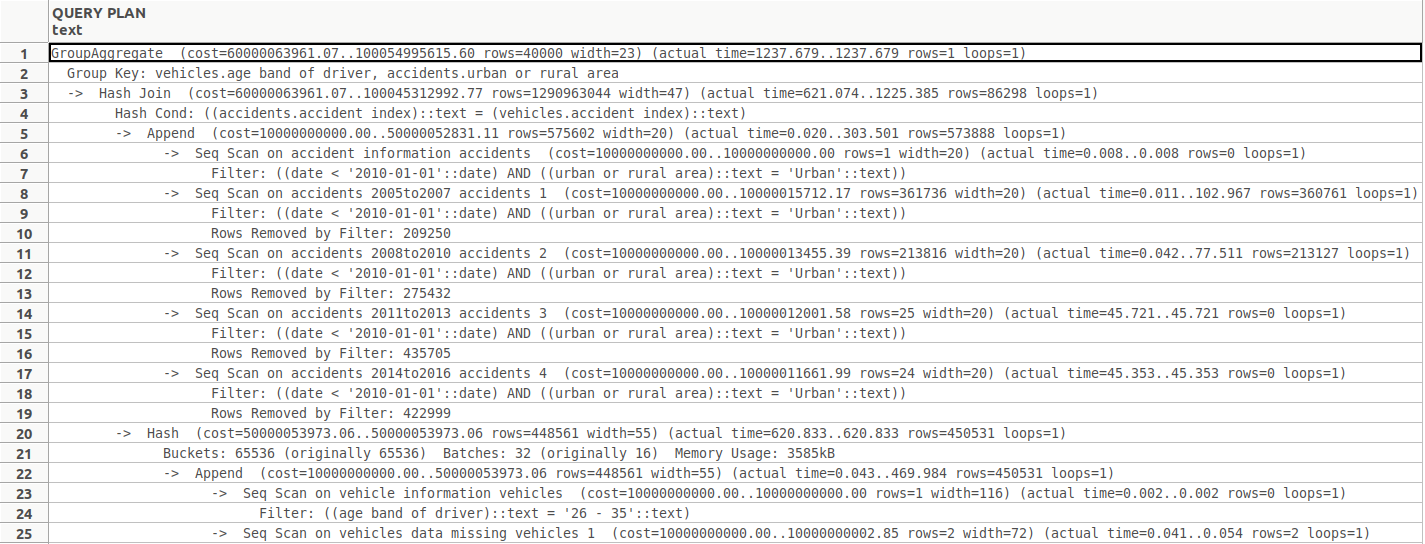 QUERY PLAN
text
1 GroupAggregate (cost=60000063961.07..100054995615.60 rows=40000 width=23) (actual time=1237.679..1237.679 rows=1 loops=1)
2 Group Key: vehicles.age band of driver, accidents.urban or rural area
3 -> Hash Join (cost=60000063961.07..100045312992.77 rows=1290963044 width=47) (actual time=621.074..1225.385 rows=86298 loops=1)
4 Hash Cond: ((accidents.accident index)::text = (vehicles.accident index)::text)
5 -> Append (cost=10000000000.00..50000052831.11 rows=575602 width=20) (actual time=0.020..303.501 rows=573888 loops=1)
6 -> Seq Scan on accident information accidents (cost=10000000000.00..10000000000.00 rows=1 width=20) (actual time=0.008..0.008 rows=0 loops=1)
7 Filter: ((date < '2010-01-01'::date) AND ((urban or rural area)::text = 'Urban'::text))
8 -> Seq Scan on accidents 2005to2007 accidents 1 (cost=10000000000.00..10000015712.17 rows=361736 width=20) (actual time=0.011..102.967 rows=360761 loops=1)
9 Filter: ((date < '2010-01-01'::date) AND ((urban or rural area)::text = 'Urban'::text))
10 Rows Removed by Filter: 209250
11 -> Seq Scan on accidents 2008to2010 accidents 2 (cost=10000000000.00..10000013455.39 rows=213816 width=20) (actual time=0.042..77.511 rows=213127 loops=1)
12 Filter: ((date < '2010-01-01'::date) AND ((urban or rural area)::text = 'Urban'::text))
13 Rows Removed by Filter: 275432
14 -> Seq Scan on accidents 2011to2013 accidents 3 (cost=10000000000.00..10000012001.58 rows=25 width=20) (actual time=45.721..45.721 rows=0 loops=1)
15 Filter: ((date < '2010-01-01'::date) AND ((urban or rural area)::text = 'Urban'::text))
16 Rows Removed by Filter: 435705
17 -> Seq Scan on accidents 2014to2016 accidents 4 (cost=10000000000.00..10000011661.99 rows=24 width=20) (actual time=45.353..45.353 rows=0 loops=1)
18 Filter: ((date < '2010-01-01'::date) AND ((urban or rural area)::text = 'Urban'::text))
19 Rows Removed by Filter: 422999
20 -> Hash (cost=50000053973.06..50000053973.06 rows=448561 width=55) (actual time=620.833..620.833 rows=450531 loops=1)
21 Buckets: 65536 (originally 65536) Batches: 32 (originally 16) Memory Usage: 3585kB
22 -> Append (cost=10000000000.00..50000053973.06 rows=448561 width=55) (actual time=0.043..469.984 rows=450531 loops=1)
23 -> Seq Scan on vehicle information vehicles (cost=10000000000.00..10000000000.00 rows=1 width=116) (actual time=0.002..0.002 rows=0 loops=1)
24 Filter: ((age band of driver)::text = '26 - 35'::text)
25 -> Seq Scan on vehicles data missing vehicles 1 (cost=10000000000.00..10000000002.85 rows=2 width=72) (actual time=0.041..0.054 rows=2 loops=1)